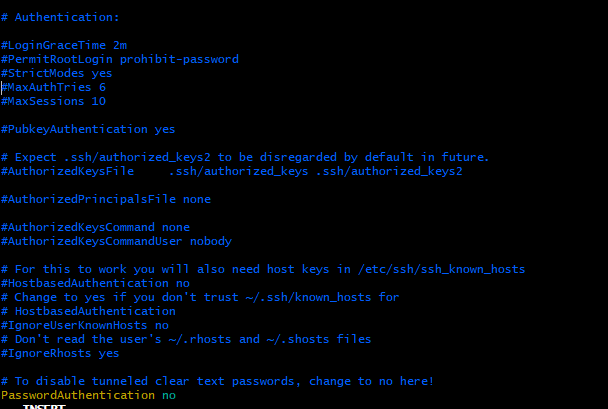 # Authentication:
#LoginGraceTime 2m
#PermitRootLogin prohibit-password
#StrictModes yes
#MaxAuthTries 6
#MaxSessions 10
#PubkeyAuthentication yes
# Expect .ssh/authorized_keys2 to be disregarded by default in future.
#AuthorizedKeysFile     .ssh/authorized_keys .ssh/authorized_keys2
#AuthorizedPrincipalsFile none
#AuthorizedKeysCommand none
#AuthorizedKeysCommandUser nobody
# For this to work you will also need host keys in /etc/ssh/ssh_known_hosts
#HostbasedAuthentication no
# Change to yes if you don't trust ~/.ssh/known_hosts for
# HostbasedAuthentication
#IgnoreUserKnownHosts no
# Don't read the user's ~/.rhosts and ~/.shosts files
#IgnoreRhosts yes
# To disable tunneled clear text passwords, change to no here!
PasswordAuthentication no
-- INSERT --